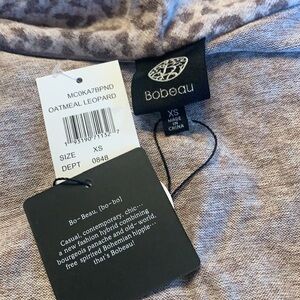 MC0KA7BPND
OATMEAL LEOPARD
SIZE XS
DEPT 0848
Bobeau
XS
MADE IN
CHINA
Bo-Beau, [bo-bo)
Casual, contemporary, chic...
a new fashion hybrid combining
bourgeois panache and old-world,
free spirited Bohemian hippie...
that's Bobeau!